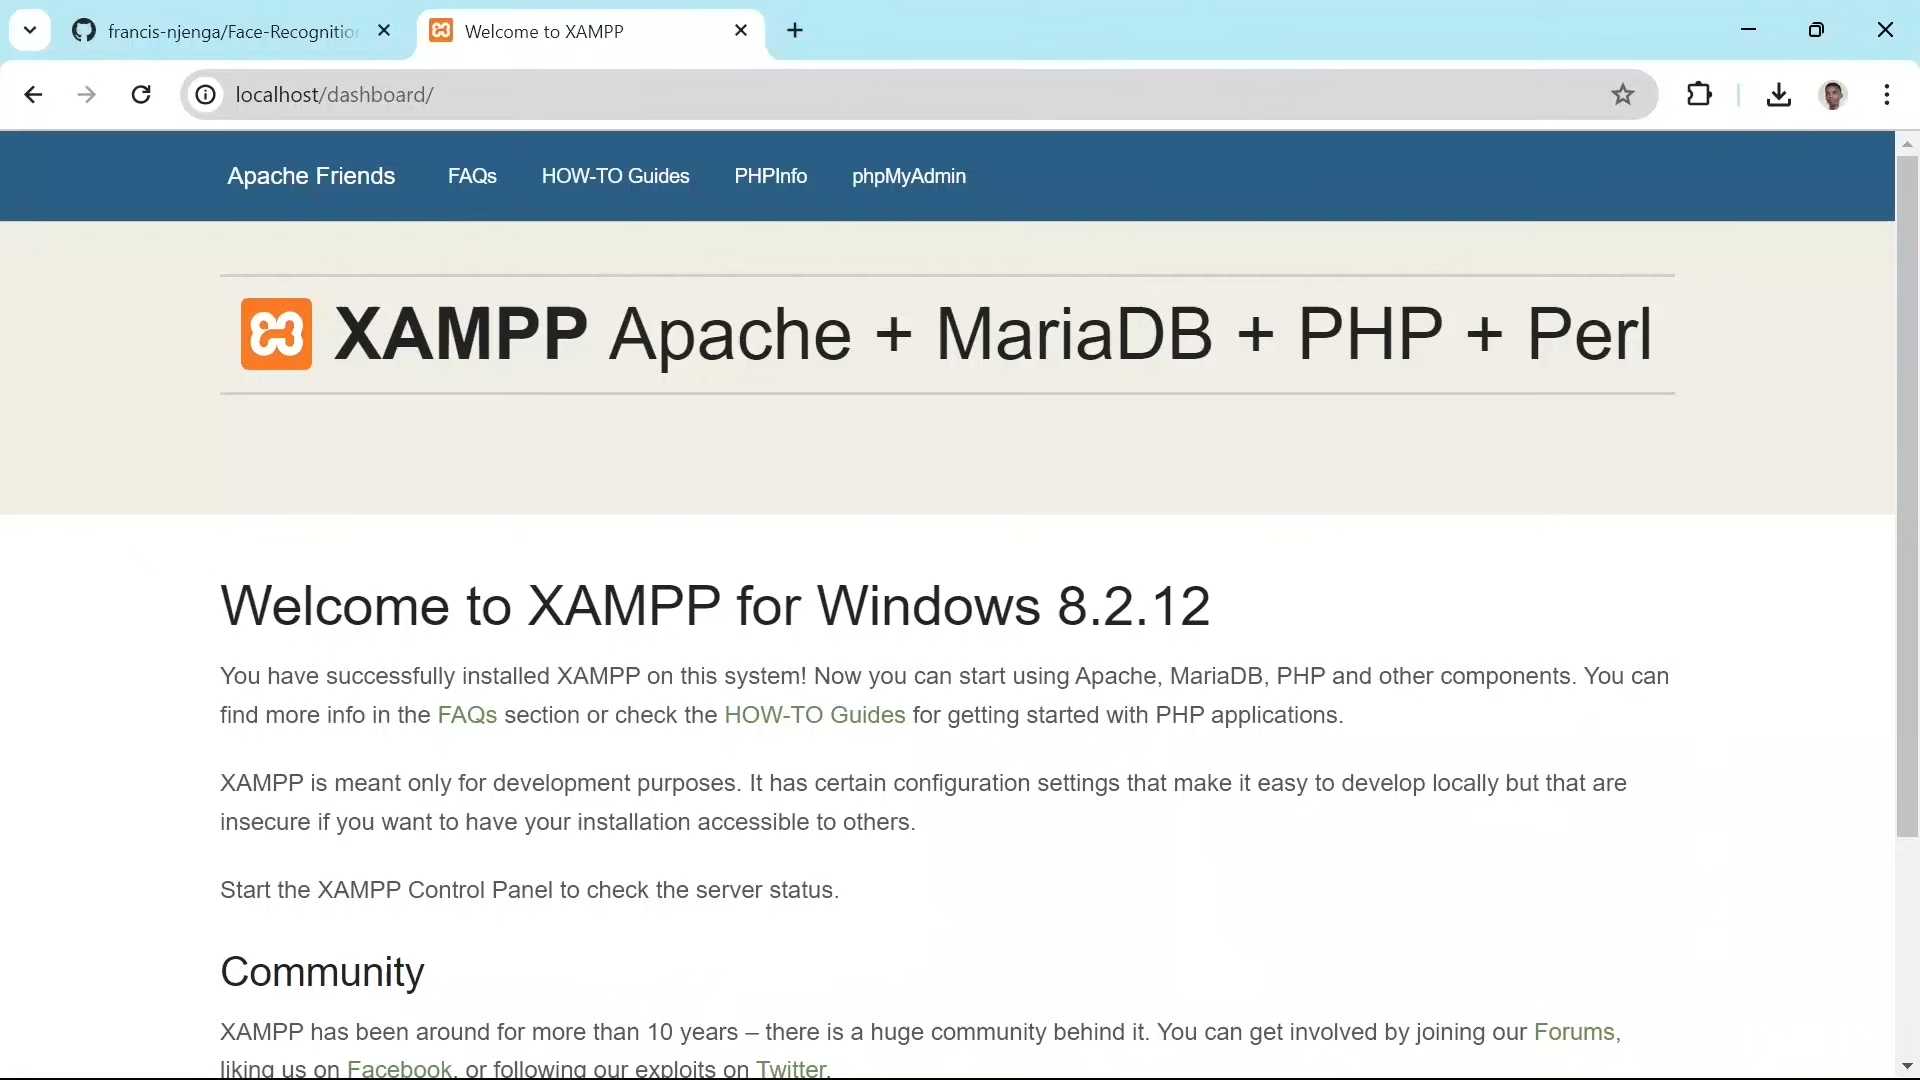 francis-njenga/Face-Recognition
Welcome to XAMPP
localhost/dashboard/
Apache Friends FAQs HOW-TO Guides PHPInfo phpMyAdmin
XAMPP Apache + MariaDB + PHP + Perl
Welcome to XAMPP for Windows 8.2.12
You have successfully installed XAMPP on this system! Now you can start using Apache, MariaDB, PHP and other components. You can
find more info in the FAQs section or check the HOW-TO Guides for getting started with PHP applications.
XAMPP is meant only for development purposes. It has certain configuration settings that make it easy to develop locally but that are
insecure if you want to have your installation accessible to others.
Start the XAMPP Control Panel to check the server status.
Community
XAMPP has been around for more than 10 years – there is a huge community behind it. You can get involved by joining our Forums,
liking us on Facebook, or following our exploits on Twitter.